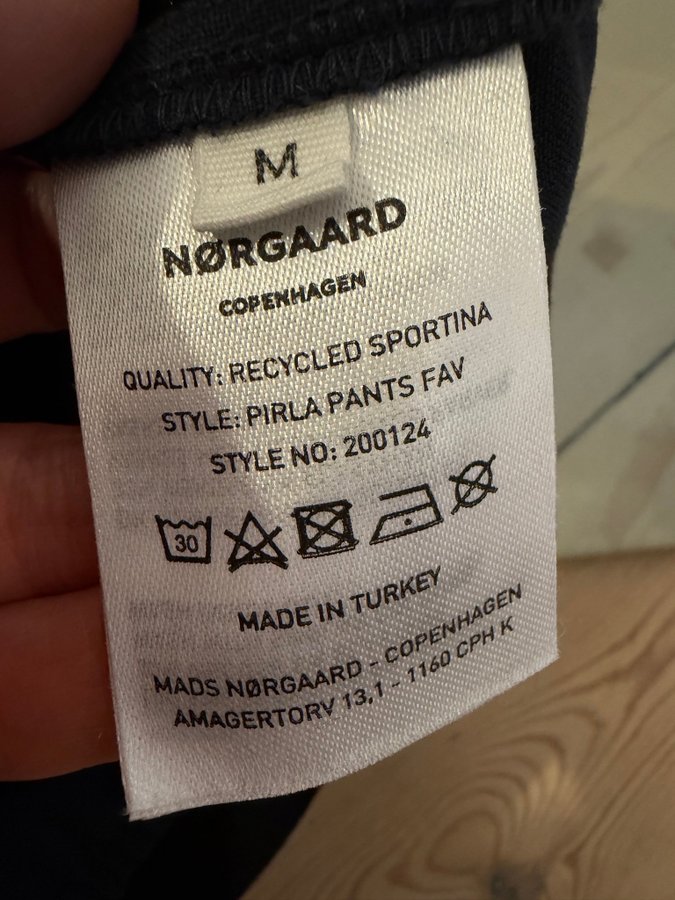 M
NØRGAARD
COPENHAGEN
QUALITY: RECYCLED SPORTINA
STYLE: PIRLA PANTS FAV
STYLE NO: 200124
30
MADE IN TURKEY
MADS NØRGAARD - COPENHAGEN
AMAGERTORV 13,1 - 1160 CPH K